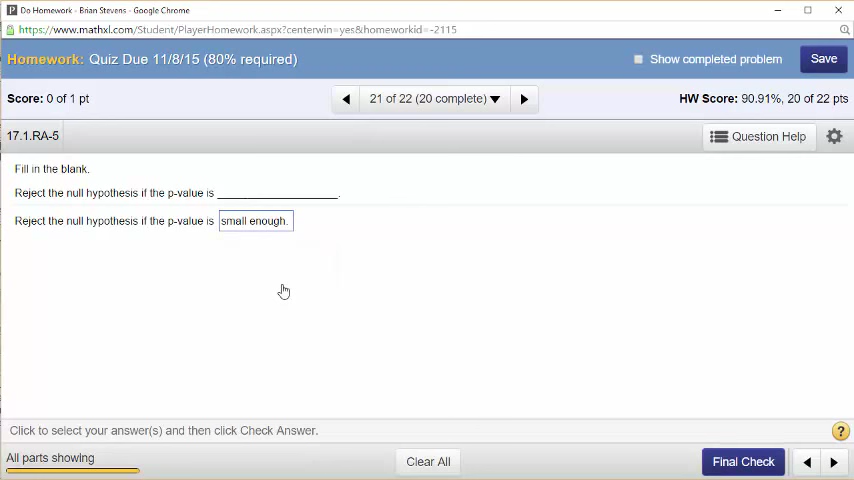 Do Homework - Brian Stevens - Google Chrome
https://www.mathxl.com/Student/PlayerHomework.aspx?centerwin=yes&homeworkid=-2115
Homework: Quiz Due 11/8/15 (80% required)
Show completed problem
Save
Score: 0 of 1 pt
21 of 22 (20 complete)
HW Score: 90.91%, 20 of 22 pts
17.1.RA-5
Question Help
Fill in the blank.
Reject the null hypothesis if the p-value is ____________________.
Reject the null hypothesis if the p-value is small enough.
Click to select your answer(s) and then click Check Answer.
?
All parts showing
Clear All
Final Check